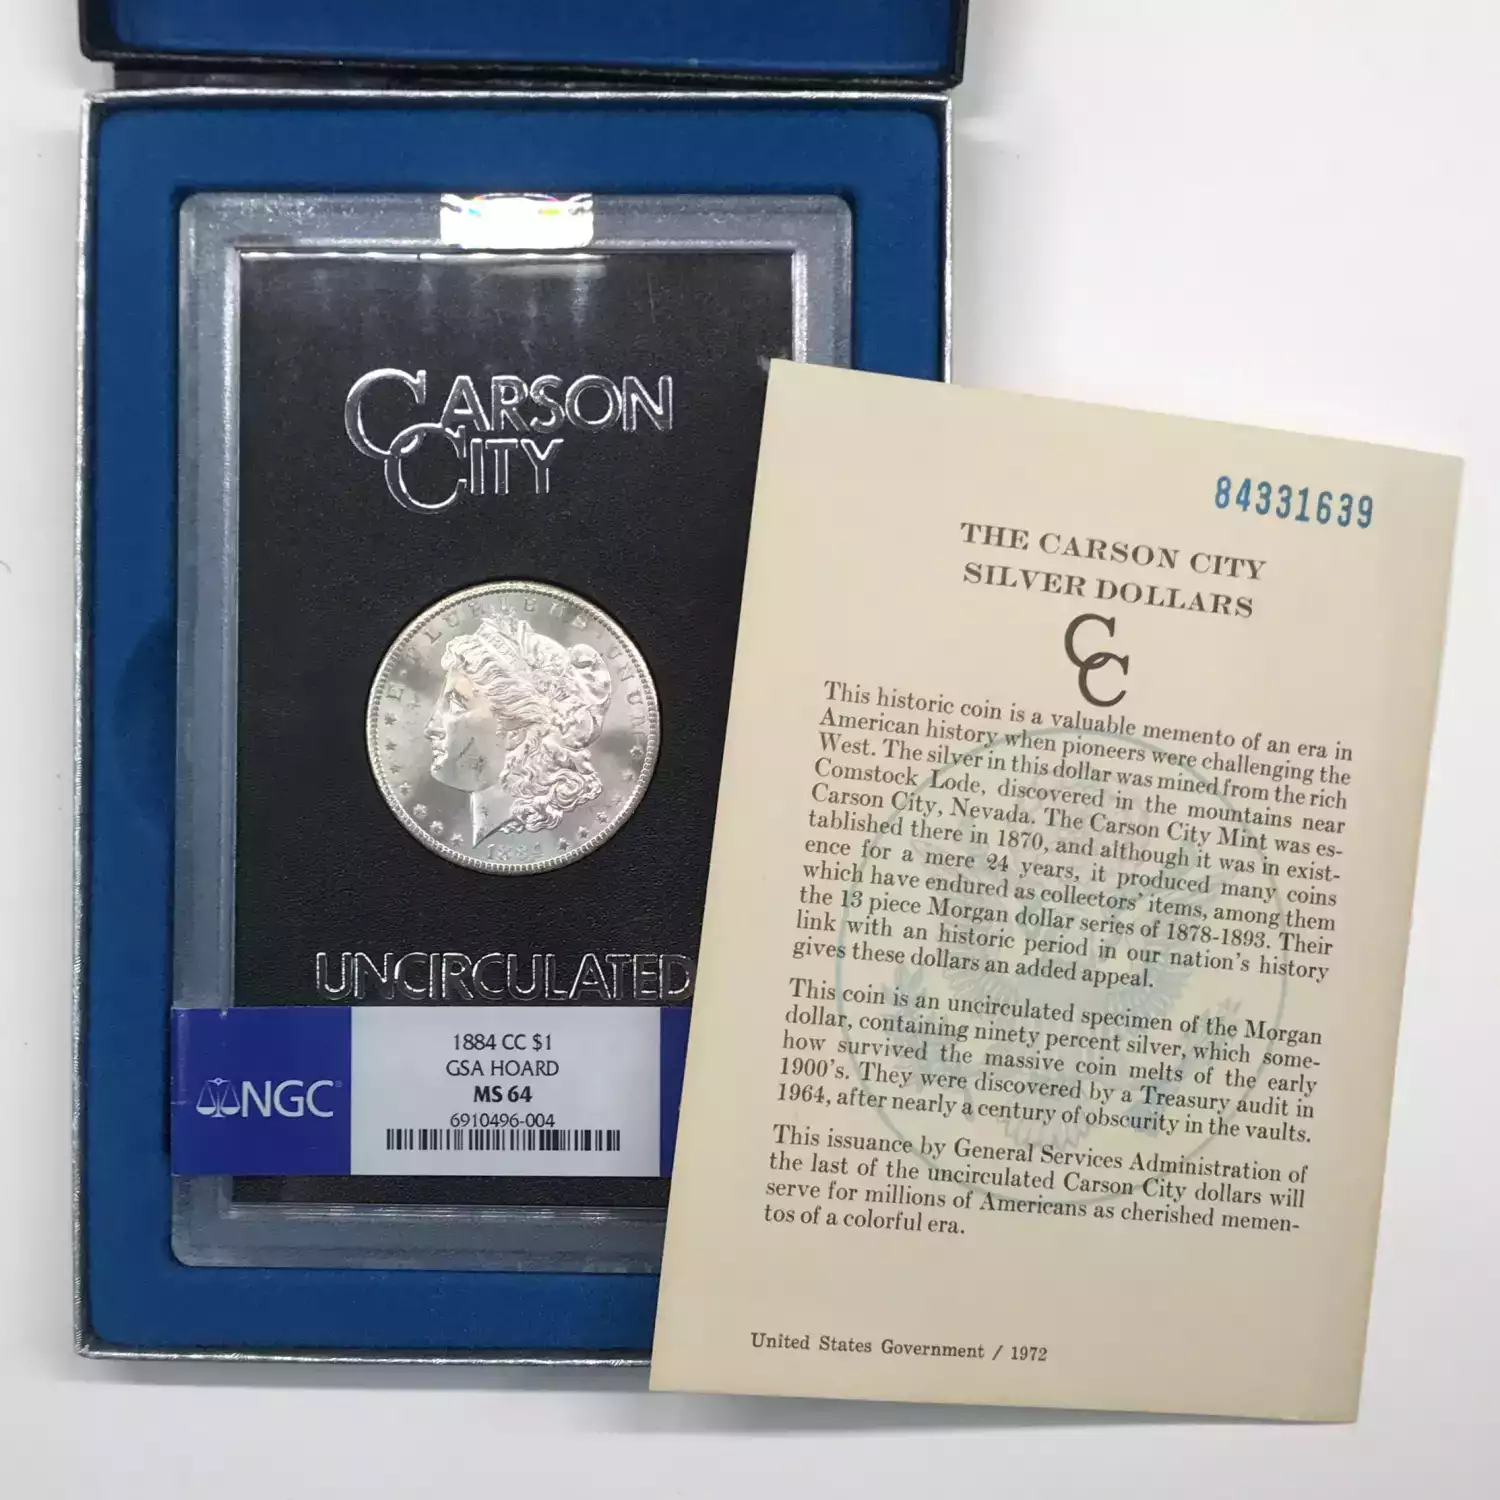 CARSON
CITY
E PLURIBUS UNUM
1884
UNCIRCULATED
NGC
1884 CC $1
GSA HOARD
MS 64
6910496-004
84331639
THE CARSON CITY
SILVER DOLLARS
CC
This historic coin is a valuable memento of an era in
American history when pioneers were challenging the
West. The silver in this dollar was mined from the rich
Comstock Lode, discovered in the mountains near
Carson City, Nevada. The Carson City Mint was es-
tablished there in 1870, and although it was in exist-
ence for a mere 24 years, it produced many coins
which have endured as collectors' items, among them
the 13 piece Morgan dollar series of 1878-1893. Their
link with an historic period in our nation's history
gives these dollars an added appeal.
This coin is an uncirculated specimen of the Morgan
dollar, containing ninety percent silver, which some-
how survived the massive coin melts of the early
1900's. They were discovered by a Treasury audit in
1964, after nearly a century of obscurity in the vaults.
This issuance by General Services Administration of
the last of the uncirculated Carson City dollars will
serve for millions of Americans as cherished memen-
tos of a colorful era.
United States Government / 1972